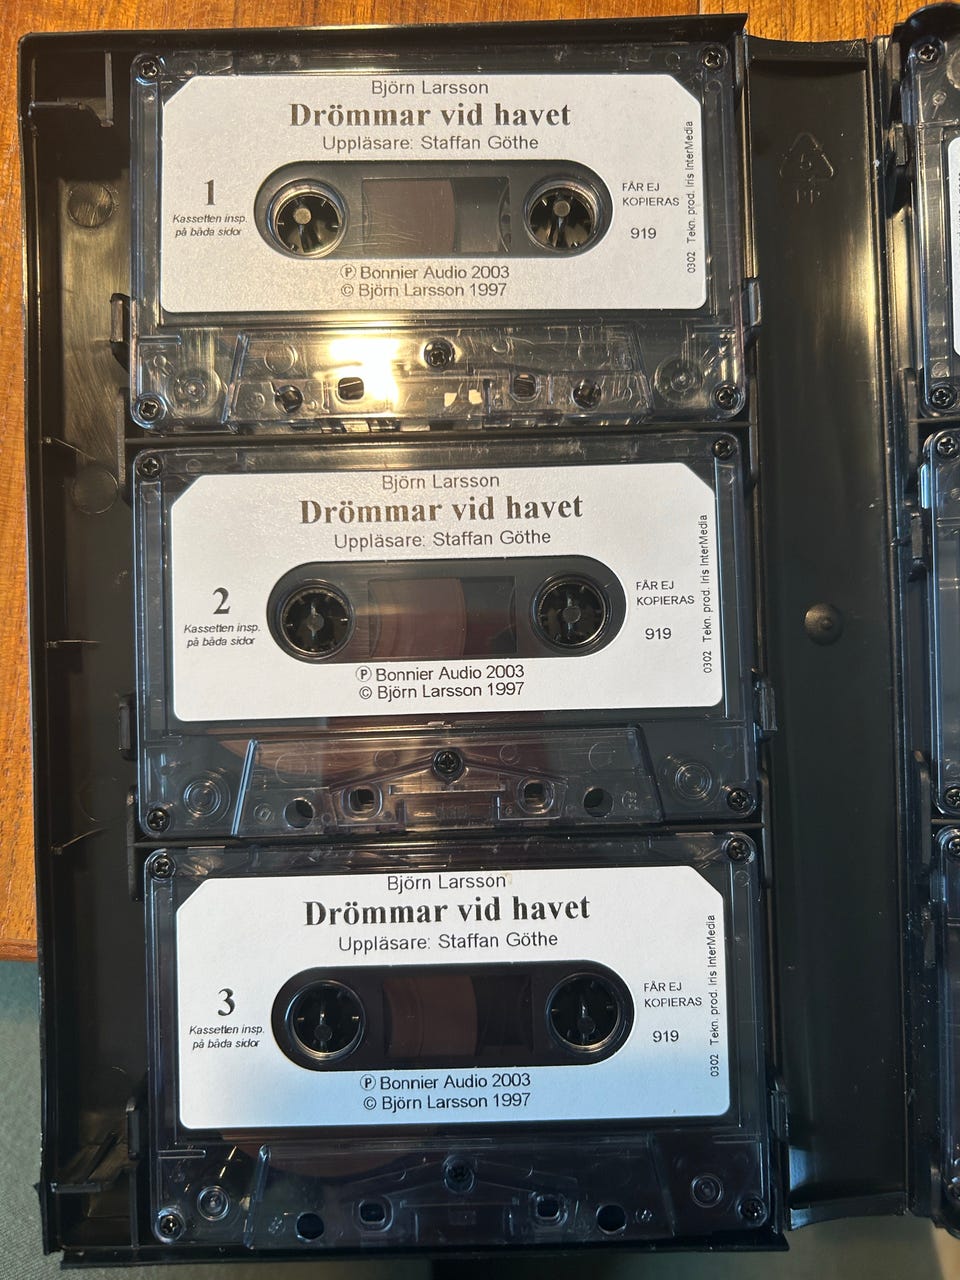 Björn Larsson
Drömmar vid havet
Uppläsare: Staffan Göthe
1
Kassetten insp.
på båda sidor
FÅR EJ
KOPIERAS
919
0302 Tekn. prod. Iris InterMedia
Ⓟ Bonnier Audio 2003
© Björn Larsson 1997
Björn Larsson
Drömmar vid havet
Uppläsare: Staffan Göthe
2
Kassetten insp.
på båda sidor
FÅR EJ
KOPIERAS
919
0302 Tekn. prod. Iris InterMedia
Ⓟ Bonnier Audio 2003
© Björn Larsson 1997
Björn Larsson
Drömmar vid havet
Uppläsare: Staffan Göthe
3
Kassetten insp.
på båda sidor
FÅR EJ
KOPIERAS
919
0302 Tekn. prod. Iris InterMedia
Ⓟ Bonnier Audio 2003
© Björn Larsson 1997